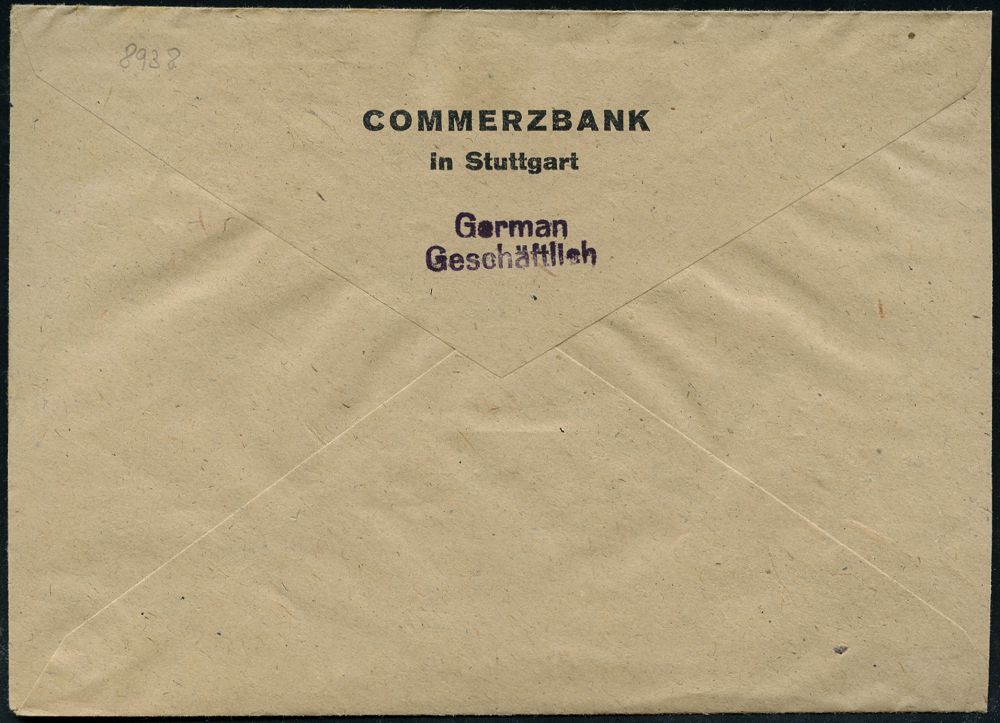 8938
COMMERZBANK
in Stuttgart
German
Geschäftlich